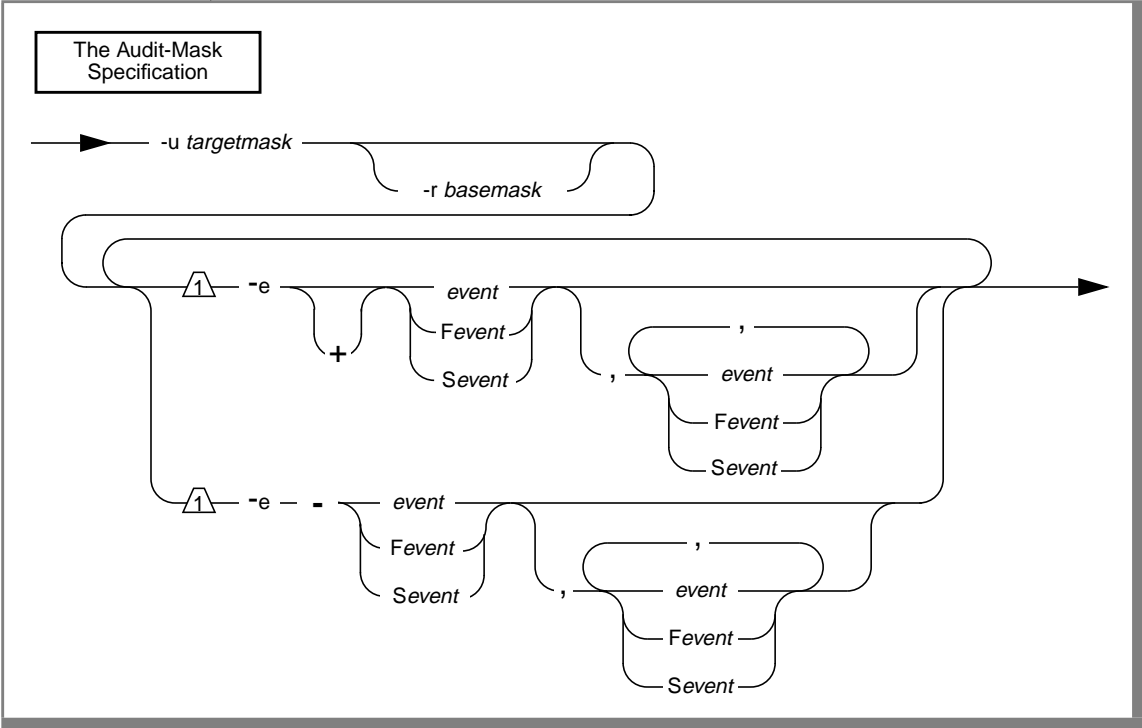 The Audit-Mask
Specification
-u targetmask
-r basemask
1 -e event
Fevent
+
Sevent
,
, event
Fevent
Sevent
1 -e - event
Fevent
Sevent
,
, event
Fevent
Sevent